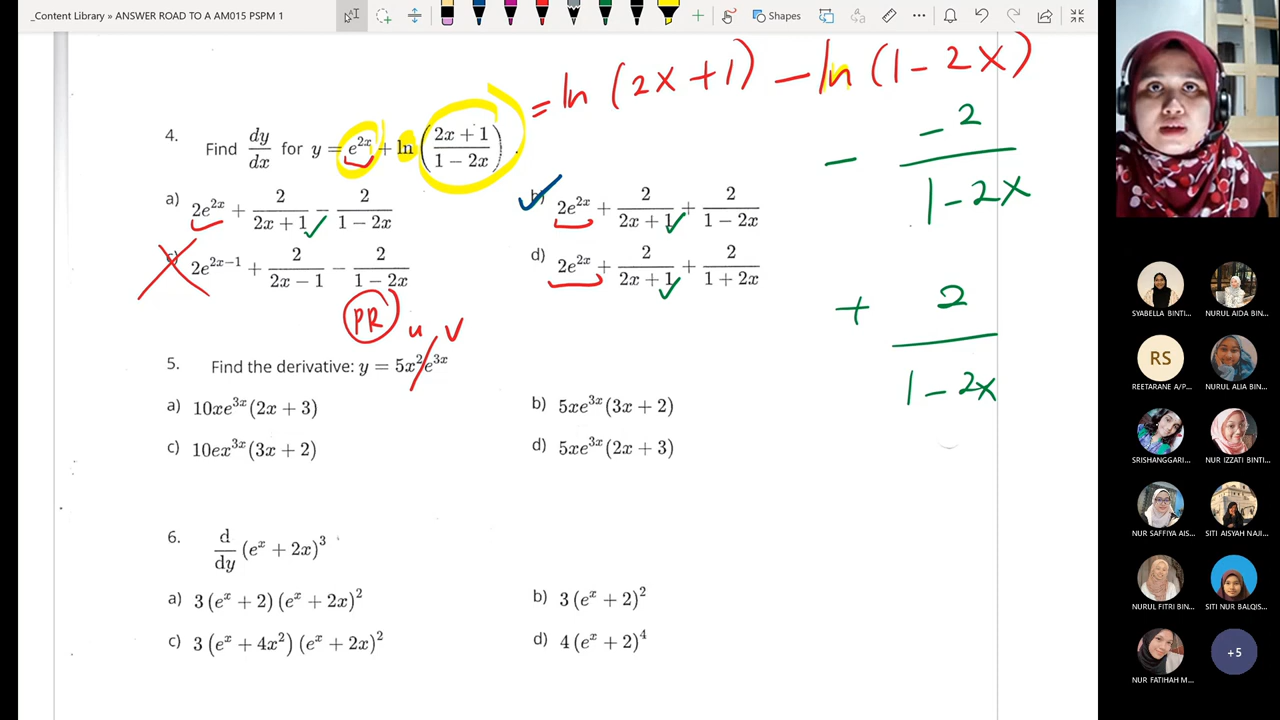 _Content Library » ANSWER ROAD TO A AM015 PSPM 1
Shapes
= ln (2x+1) - ln (1-2x)
4. Find dy/dx for y = e^{2x} + ln((2x + 1)/(1 - 2x)).
- -2/(1-2x)
a) 2e^{2x} + 2/(2x + 1) - 2/(1 - 2x)
b) 2e^{2x} + 2/(2x + 1) + 2/(1 - 2x)
c) 2e^{2x-1} + 2/(2x - 1) - 2/(1 - 2x)
d) 2e^{2x} + 2/(2x + 1) + 2/(1 + 2x)
+ 2/(1-2x)
PR u v
5. Find the derivative: y = 5x^2 e^{3x}
a) 10xe^{3x}(2x + 3)
b) 5xe^{3x}(3x + 2)
c) 10ex^{3x}(3x + 2)
d) 5xe^{3x}(2x + 3)
6. d/dy (e^x + 2x)^3
a) 3(e^x + 2)(e^x + 2x)^2
b) 3(e^x + 2)^2
c) 3(e^x + 4x^2)(e^x + 2x)^2
d) 4(e^x + 2)^4
SYABELLA BINTI...
NURUL AIDA BIN...
RS
REETARANE A/P...
NURUL ALIA BIN...
SRISHANGGARI...
NUR IZZATI BINTI...
NUR SAFFIYA AIS...
SITI AISYAH NAJI...
NURUL FITRI BIN...
SITI NUR BALQIS...
NUR FATIHAH M...
+5